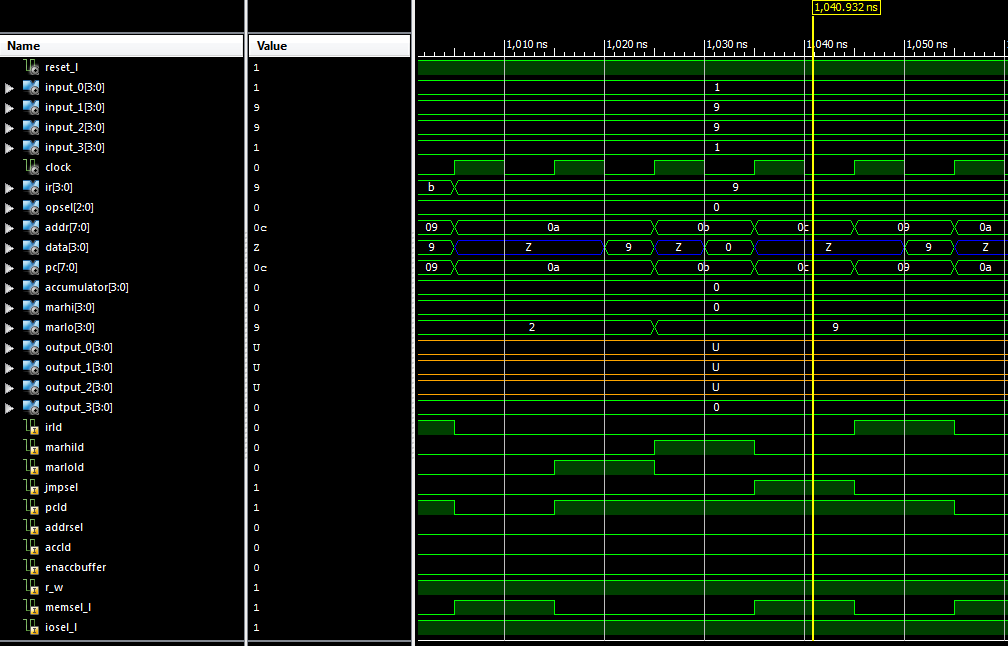 1,040.932 ns
1,010 ns 1,020 ns 1,030 ns 1,040 ns 1,050 ns
Name Value
reset_l 1
input_0[3:0] 1 1
input_1[3:0] 9 9
input_2[3:0] 9 9
input_3[3:0] 1 1
clock 0
ir[3:0] 9 b 9
opsel[2:0] 0 0
addr[7:0] 0c 09 0a 0b 0c 09 0a
data[3:0] Z 9 Z 9 Z 0 Z 9 Z
pc[7:0] 0c 09 0a 0b 0c 09 0a
accumulator[3:0] 0 0
marhi[3:0] 0 0
marlo[3:0] 9 2 9
output_0[3:0] U U
output_1[3:0] U U
output_2[3:0] U U
output_3[3:0] 0 0
irld 0
marhild 0
marlold 0
jmpsel 1
pcld 1
addrsel 0
accld 0
enaccbuffer 0
r_w 1
memsel_l 1
iosel_l 1